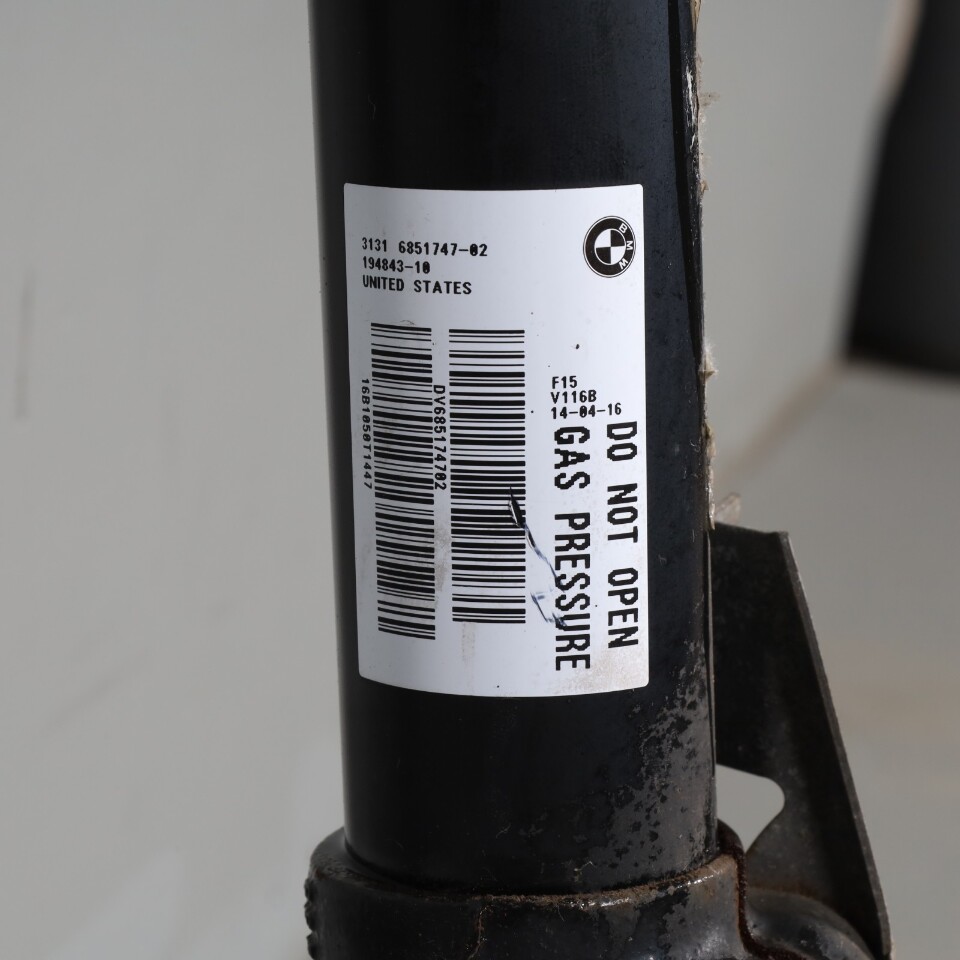 3131 6851747-02
194843-10
UNITED STATES
BMW
16B1050T1447
DV685174702
F15
V116B
14-04-16
DO NOT OPEN
GAS PRESSURE